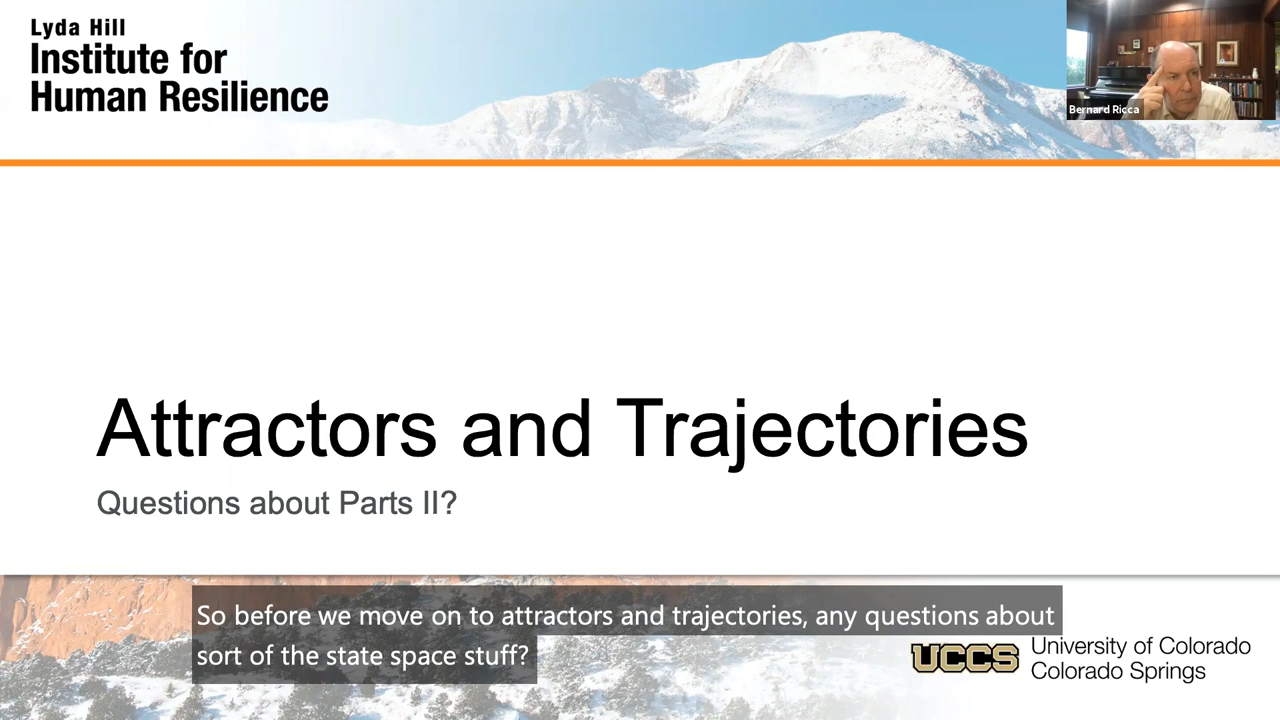 Lyda Hill
Institute for
Human Resilience
Bernard Ricca
Attractors and Trajectories
Questions about Parts II?
So before we move on to attractors and trajectories, any questions about
sort of the state space stuff?
UCCS
University of Colorado
Colorado Springs